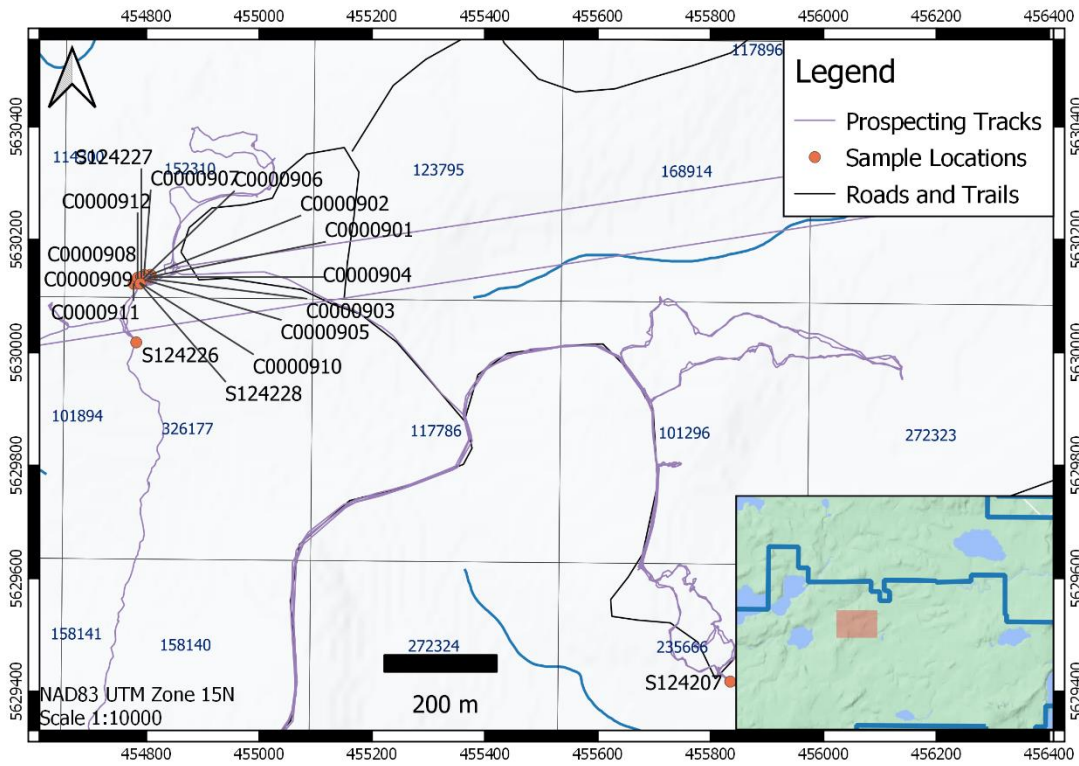 454800 455000 455200 455400 455600 455800 456000 456200 456400
5630400
5630200
5630000
5629800
5629600
5629400
117896
Legend
Prospecting Tracks
Sample Locations
Roads and Trails
S124227
152310
C0000907
C0000906
123795
168914
C0000912
C0000902
C0000901
C0000908
C0000909
C0000904
C0000911
C0000903
C0000905
S124226
C0000910
S124228
101894
326177
117786
101296
272323
158141
158140
272324
235666
S124207
200 m
NAD83 UTM Zone 15N
Scale 1:10000
5630400
5630200
5630000
5629800
5629600
5629400
454800 455000 455200 455400 455600 455800 456000 456200 456400